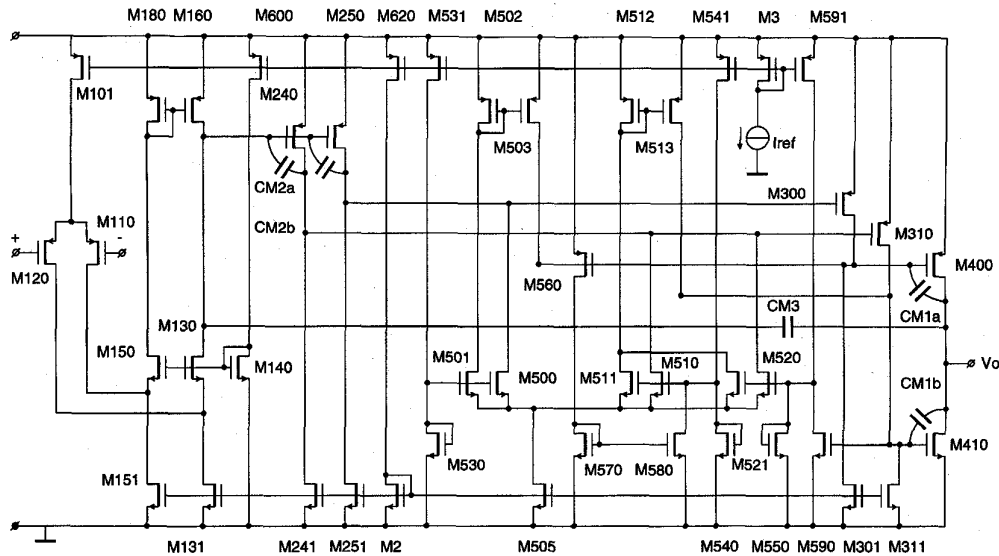 M180 M160 M600 M250 M620 M531 M502 M512 M541 M3 M591
M101 M240
M503 M513 Iref
CM2a
M300
M110 CM2b M310
+ -
M120 M560 M400
CM1a
M130 CM3
M150 M140 M501 M500 M511 M510 M520 Vo
CM1b
M530 M570 M580 M521 M410
M151
M131 M241 M251 M2 M505 M540 M550 M590 M301 M311